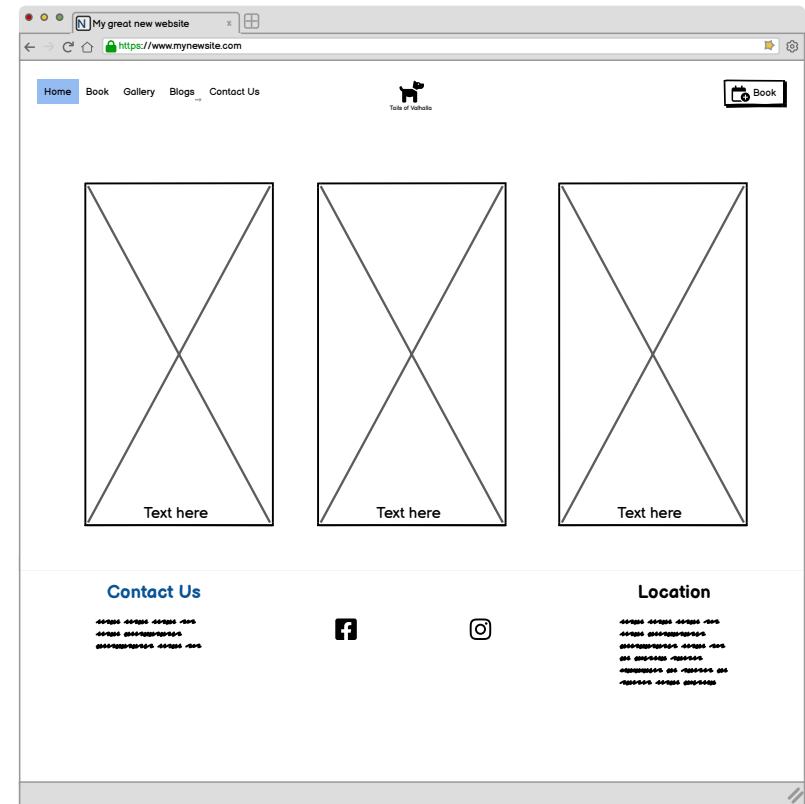 My great new website
https://www.mynewsite.com
Home Book Gallery Blogs Contact Us
Tails of Valhalla
Book
Text here Text here Text here
Contact Us
Location